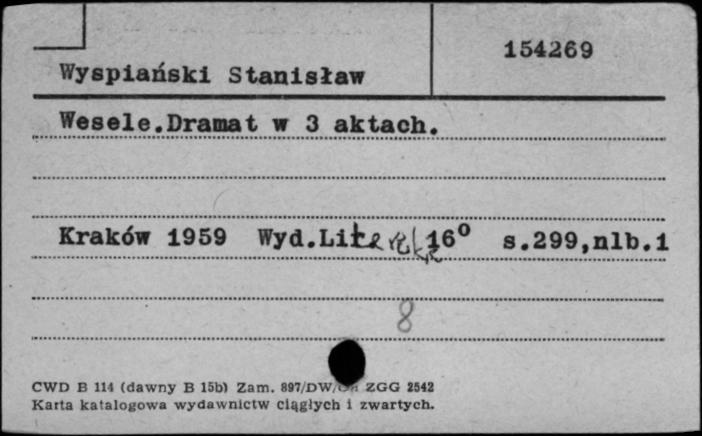 154269
Wyspiański Stanisław
Wesele.Dramat w 3 aktach.
Kraków 1959 Wyd.Liter 16° s.299,nlb.1
8
CWD B 114 (dawny B 15b) Zam. 897/DW/ ZGG 2542
Karta katalogowa wydawnictw ciągłych i zwartych.